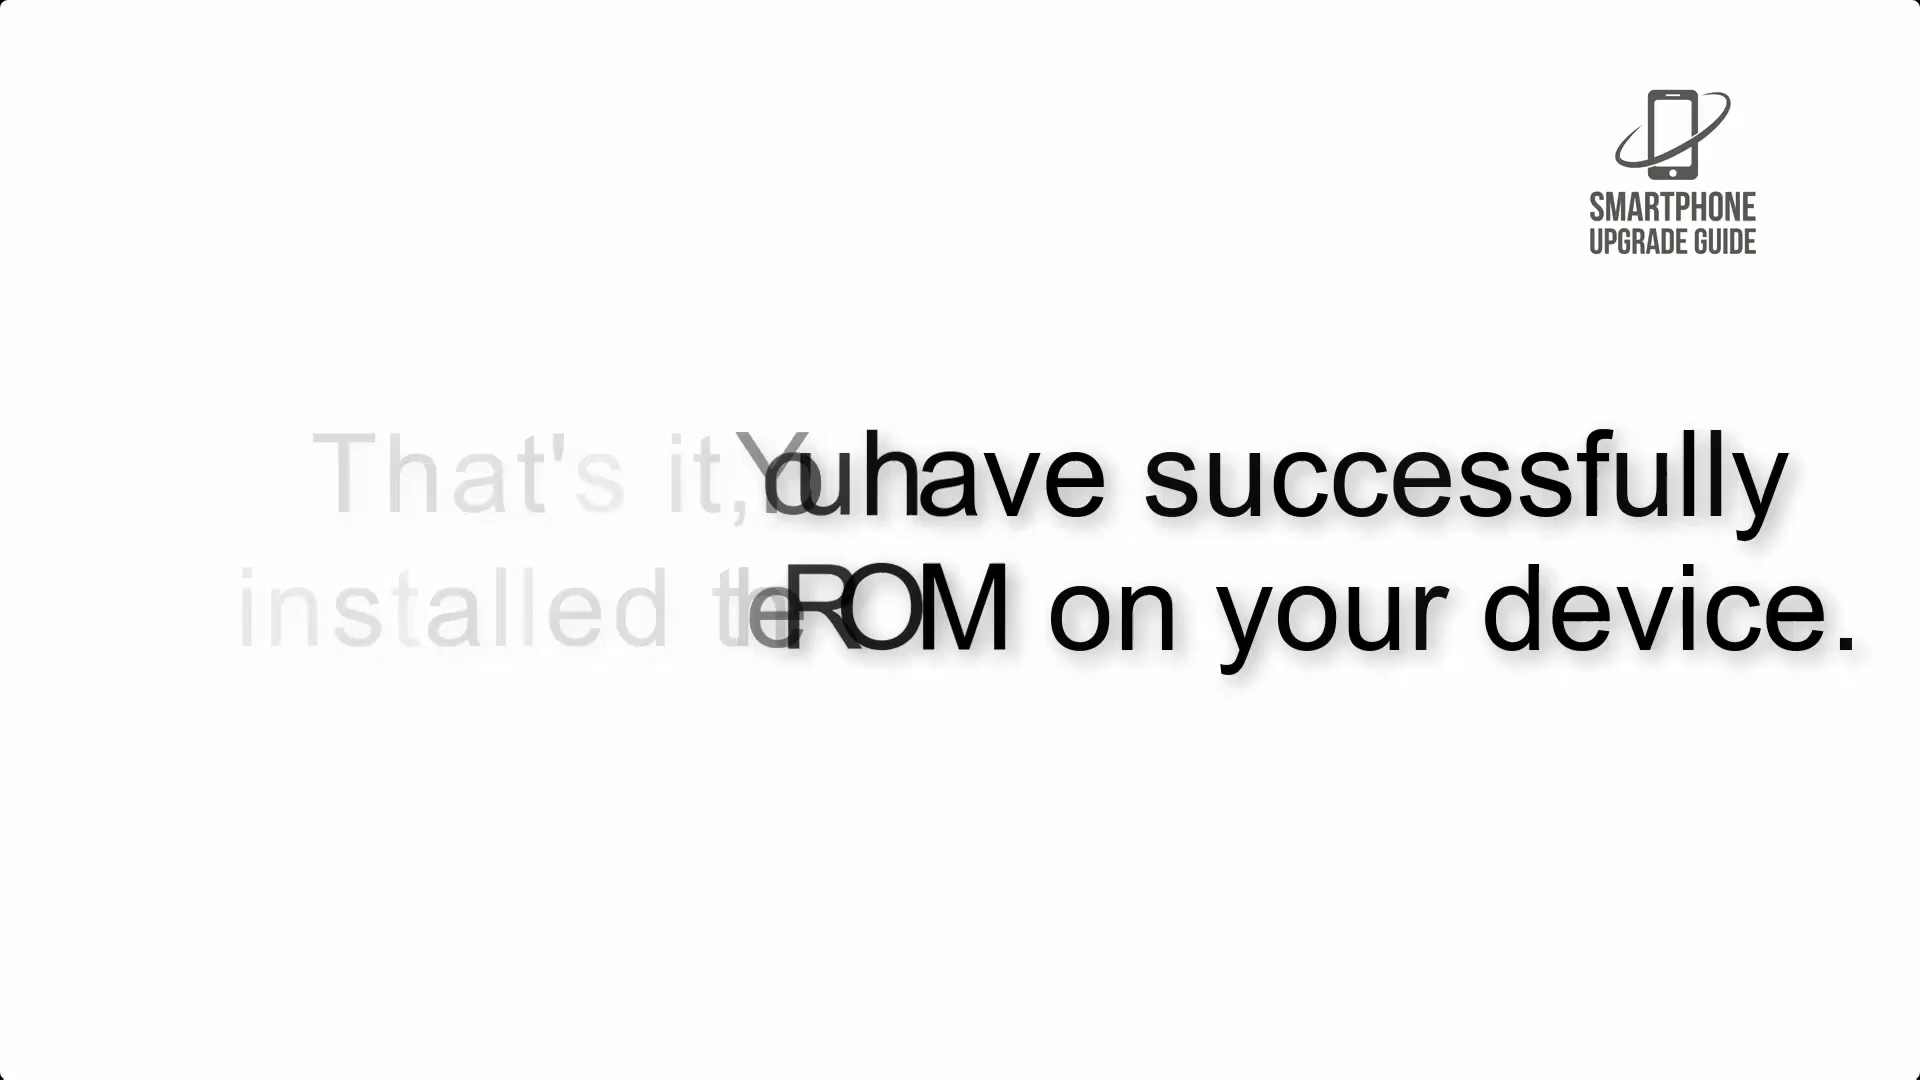 SMARTPHONE
UPGRADE GUIDE
That's it, You have successfully
installed the ROM on your device.